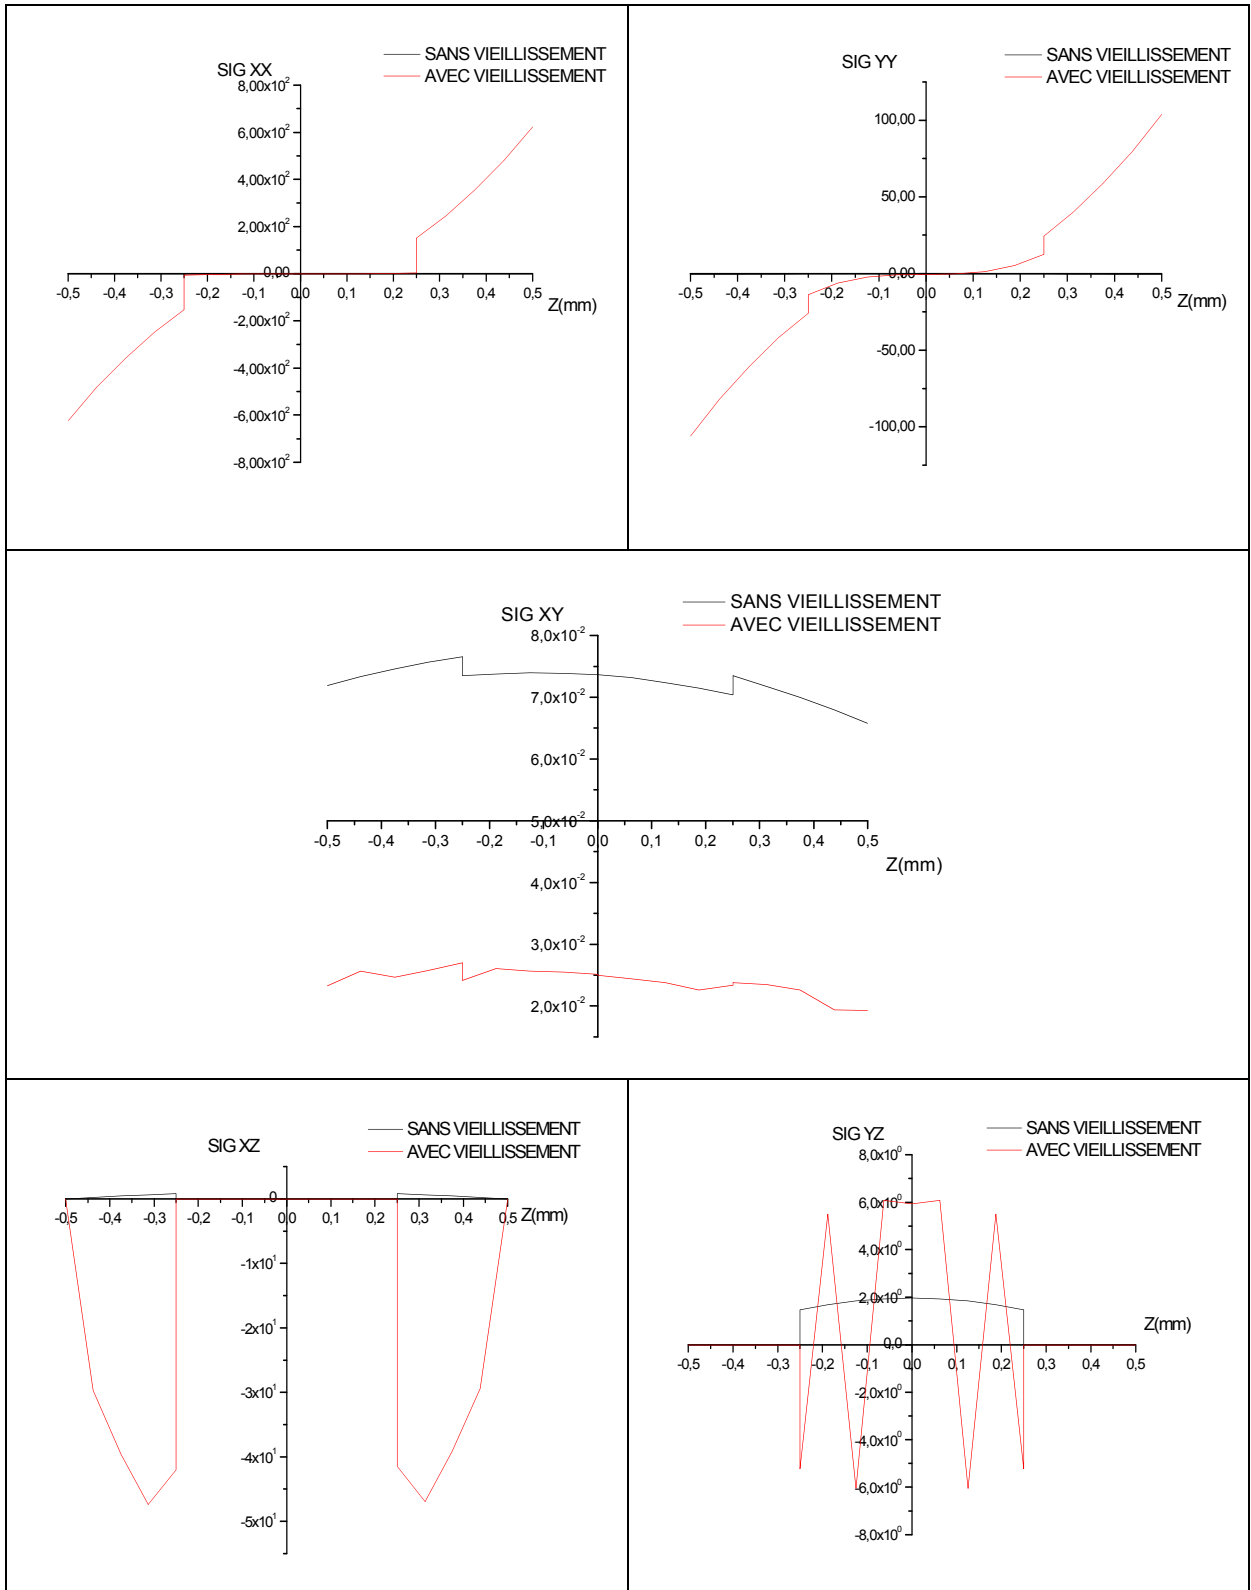 SIG XX
SANS VIEILLISSEMENT
AVEC VIEILLISSEMENT
8,00x10²
6,00x10²
4,00x10²
2,00x10²
0,00
-2,00x10²
-4,00x10²
-6,00x10²
-8,00x10²
-0,5 -0,4 -0,3 -0,2 -0,1 0,0 0,1 0,2 0,3 0,4 0,5
Z(mm)
SIG YY
SANS VIEILLISSEMENT
AVEC VIEILLISSEMENT
100,00
50,00
0,00
-50,00
-100,00
-0,5 -0,4 -0,3 -0,2 -0,1 0,0 0,1 0,2 0,3 0,4 0,5
Z(mm)
SIG XY
SANS VIEILLISSEMENT
AVEC VIEILLISSEMENT
8,0x10⁻²
7,0x10⁻²
6,0x10⁻²
5,0x10⁻²
4,0x10⁻²
3,0x10⁻²
2,0x10⁻²
-0,5 -0,4 -0,3 -0,2 -0,1 0,0 0,1 0,2 0,3 0,4 0,5
Z(mm)
SIG XZ
SANS VIEILLISSEMENT
AVEC VIEILLISSEMENT
0
-1x10¹
-2x10¹
-3x10¹
-4x10¹
-5x10¹
-0,5 -0,4 -0,3 -0,2 -0,1 0,0 0,1 0,2 0,3 0,4 0,5
Z(mm)
SIG YZ
SANS VIEILLISSEMENT
AVEC VIEILLISSEMENT
8,0x10⁰
6,0x10⁰
4,0x10⁰
2,0x10⁰
0,0
-2,0x10⁰
-4,0x10⁰
-6,0x10⁰
-8,0x10⁰
-0,5 -0,4 -0,3 -0,2 -0,1 0,0 0,1 0,2 0,3 0,4 0,5
Z(mm)